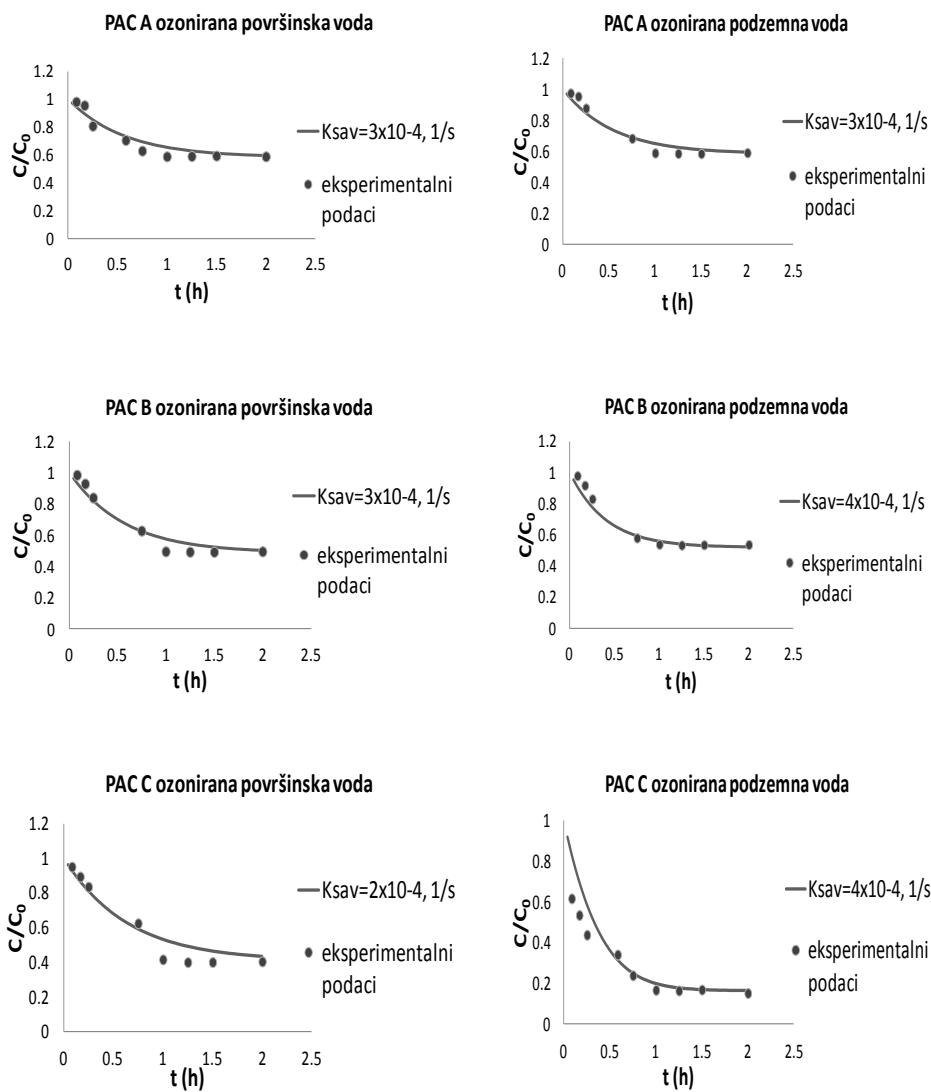 PAC A ozonirana površinska voda
1.2
1
0.8
0.6
0.4
0.2
0
C/C₀
0 0.5 1 1.5 2 2.5
t (h)
Ksav=3x10-4, 1/s
eksperimentalni
podaci
PAC A ozonirana podzemna voda
1.2
1
0.8
0.6
0.4
0.2
0
C/C₀
0 0.5 1 1.5 2 2.5
t (h)
Ksav=3x10-4, 1/s
eksperimentalni
podaci
PAC B ozonirana površinska voda
1.2
1
0.8
0.6
0.4
0.2
0
C/C₀
0 0.5 1 1.5 2 2.5
t (h)
Ksav=3x10-4, 1/s
eksperimentalni
podaci
PAC B ozonirana podzemna voda
1.2
1
0.8
0.6
0.4
0.2
0
C/C₀
0 0.5 1 1.5 2 2.5
t (h)
Ksav=4x10-4, 1/s
eksperimentalni
podaci
PAC C ozonirana površinska voda
1.2
1
0.8
0.6
0.4
0.2
0
C/C₀
0 0.5 1 1.5 2 2.5
t (h)
Ksav=2x10-4, 1/s
eksperimentalni
podaci
PAC C ozonirana podzemna voda
1
0.8
0.6
0.4
0.2
0
C/C₀
0 0.5 1 1.5 2 2.5
t (h)
Ksav=4x10-4, 1/s
eksperimentalni
podaci